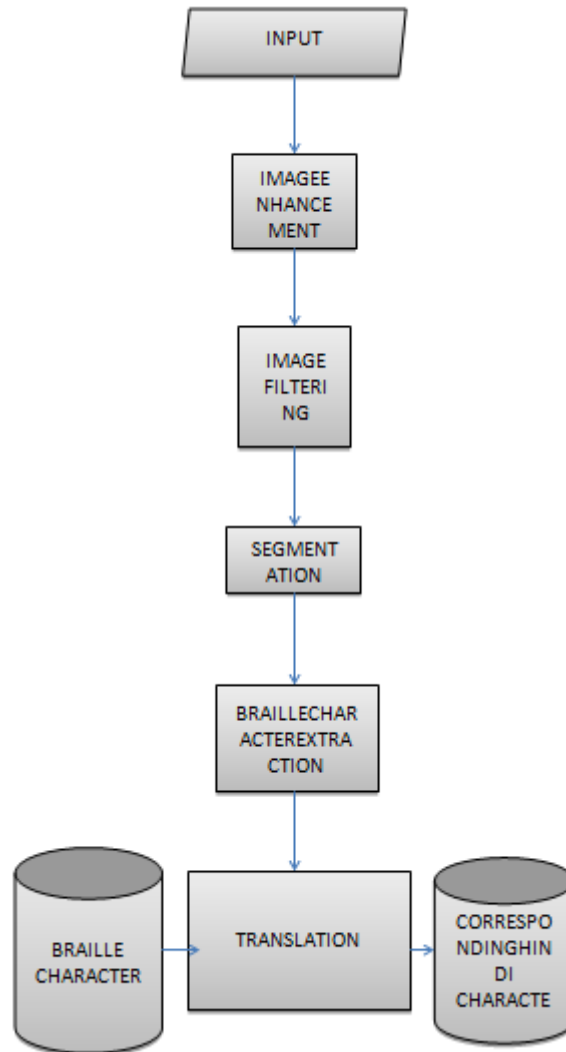 INPUT
IMAGEE
NHANCE
MENT
IMAGE
FILTERI
NG
SEGMENT
ATION
BRAILLECHAR
ACTEREXTRA
CTION
BRAILLE
CHARACTER
TRANSLATION
CORRESPO
NDINGHIN
DI
CHARACTE